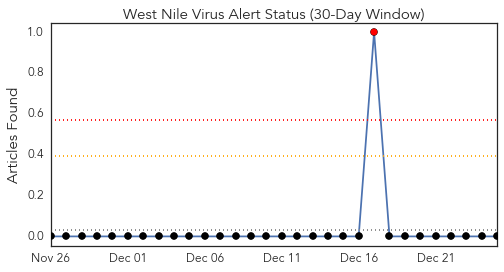 West Nile Virus Alert Status (30-Day Window)
Articles Found
1.0
0.8
0.6
0.4
0.2
0.0
Nov 26 Dec 01 Dec 06 Dec 11 Dec 16 Dec 21